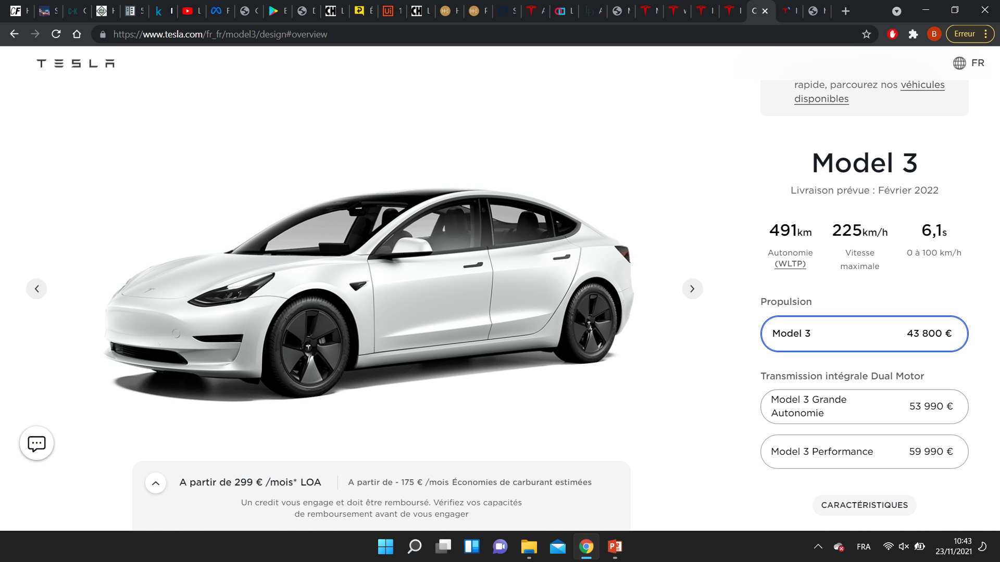 https://www.tesla.com/fr_fr/model3/design#overview
B
Erreur
TESLA
FR
rapide, parcourez nos véhicules
disponibles
Model 3
Livraison prévue : Février 2022
491km
225km/h
6,1s
Autonomie
(WLTP)
Vitesse
maximale
0 à 100 km/h
Propulsion
Model 3
43 800 €
Transmission intégrale Dual Motor
Model 3 Grande
Autonomie
53 990 €
Model 3 Performance
59 990 €
CARACTÉRISTIQUES
A partir de 299 € /mois* LOA
A partir de - 175 € /mois Économies de carburant estimées
Un credit vous engage et doit être remboursé. Vérifiez vos capacités
de remboursement avant de vous engager
FRA
10:43
23/11/2021